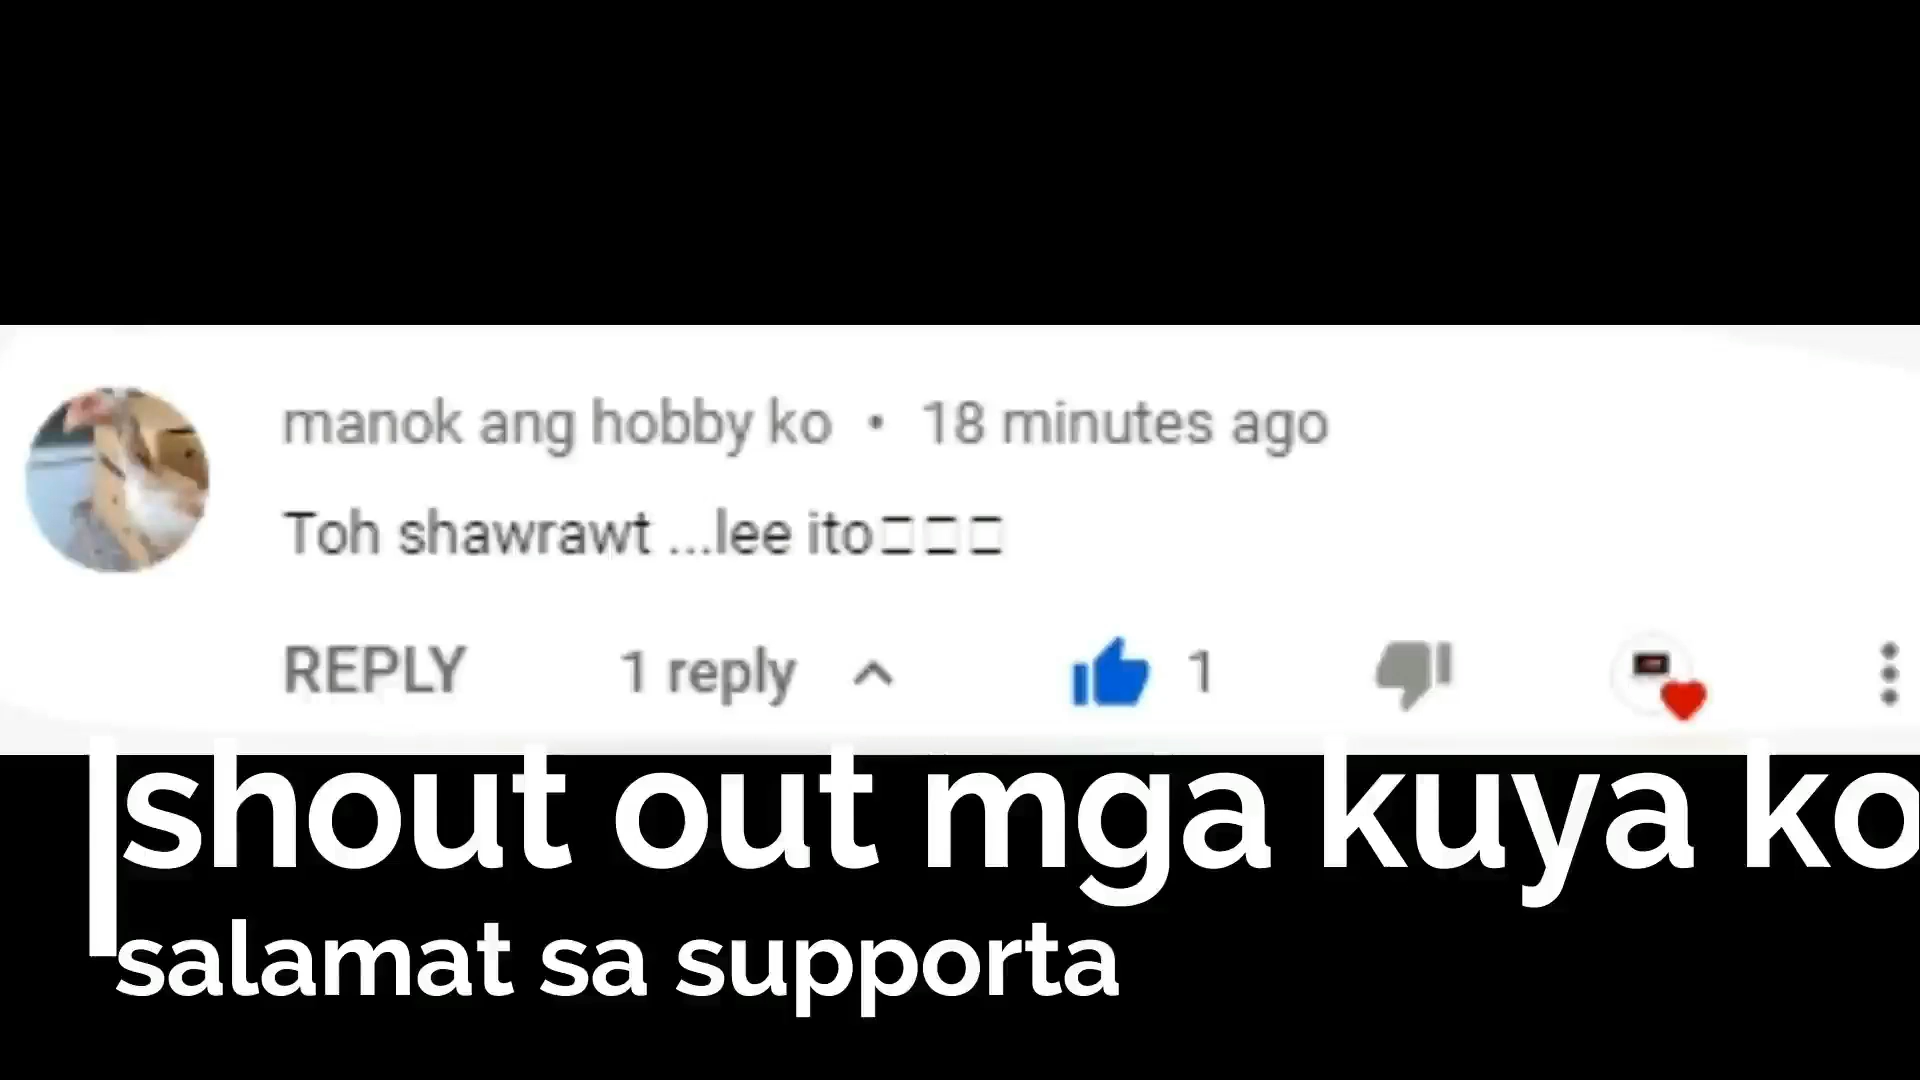 manok ang hobby ko • 18 minutes ago
Toh shawrawt ...lee ito□□□
REPLY 1 reply 1
shout out mga kuya ko
salamat sa supporta